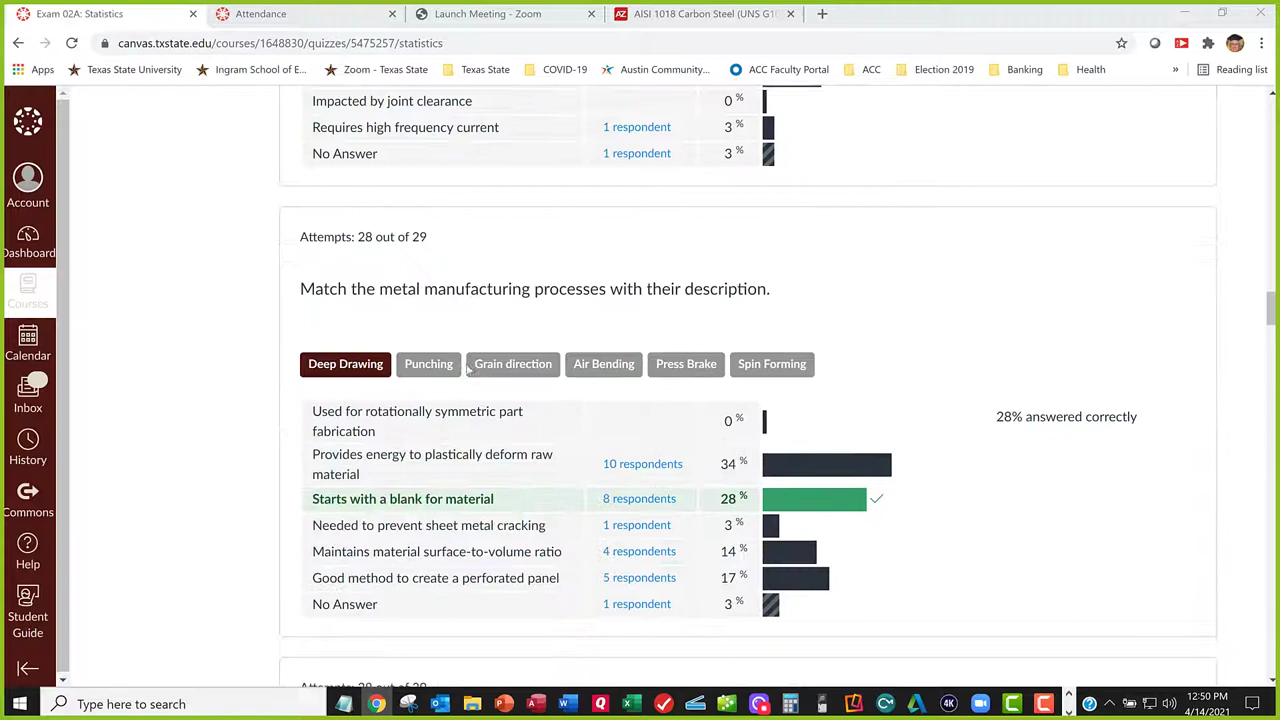 Exam 02A: Statistics
Attendance
Launch Meeting - Zoom
AZ
AISI 1018 Carbon Steel (UNS G10
canvas.txstate.edu/courses/1648830/quizzes/5475257/statistics
Apps
Texas State University
Ingram School of E...
Zoom - Texas State
Texas State
COVID-19
Austin Community...
ACC Faculty Portal
ACC
Election 2019
Banking
Health
»
Reading list
Account
Dashboard
Courses
Calendar
Inbox
History
Commons
Help
Student
Guide
Impacted by joint clearance 0 %
Requires high frequency current 1 respondent 3 %
No Answer 1 respondent 3 %
Attempts: 28 out of 29
Match the metal manufacturing processes with their description.
Deep Drawing Punching Grain direction Air Bending Press Brake Spin Forming
Used for rotationally symmetric part
fabrication
0 %
28% answered correctly
Provides energy to plastically deform raw
material
10 respondents 34 %
Starts with a blank for material 8 respondents 28 %
Needed to prevent sheet metal cracking 1 respondent 3 %
Maintains material surface-to-volume ratio 4 respondents 14 %
Good method to create a perforated panel 5 respondents 17 %
No Answer 1 respondent 3 %
Attempts: 28 out of 29
Type here to search
4K
12:50 PM
4/14/2021